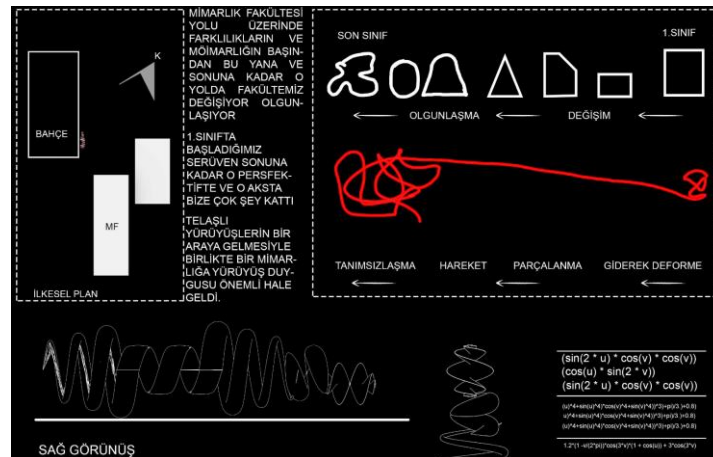 BAHÇE
K
MF
İLKESEL PLAN
MİMARLIK FAKÜLTESİ
YOLU ÜZERİNDE
FARKLILIKLARIN VE
MÖİMARLIĞIN BAŞIN-
DAN BU YANA VE
SONUNA KADAR O
YOLDA FAKÜLTEMİZ
DEĞİŞİYOR OLGUN-
LAŞIYOR
1.SINIFTA
BAŞLADIĞIMIZ
SERÜVEN SONUNA
KADAR O PERSFEK-
TİFTE VE O AKSTA
BİZE ÇOK ŞEY KATTI
TELAŞLI
YÜRÜYÜŞLERİN BİR
ARAYA GELMESİYLE
BİRLİKTE BİR MİMAR-
LIĞA YÜRÜYÜŞ DUY-
GUSU ÖNEMLİ HALE
GELDİ.
SON SINIF 1.SINIF
OLGUNLAŞMA DEĞİŞİM
TANIMSIZLAŞMA HAREKET PARÇALANMA GİDEREK DEFORME
SAĞ GÖRÜNÜŞ
(sin(2 * u) * cos(v) * cos(v))
(cos(u) * sin(2 * v))
(sin(2 * u) * cos(v) * cos(v))